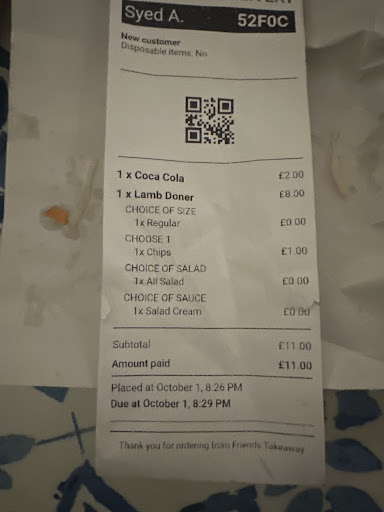 Syed A. 52F0C
New customer
Disposable items: No
1 x Coca Cola £2.00
1 x Lamb Doner £8.00
CHOICE OF SIZE
1x Regular £0.00
CHOOSE 1
1x Chips £1.00
CHOICE OF SALAD
1x All Salad £0.00
CHOICE OF SAUCE
1x Salad Cream £0.00
Subtotal £11.00
Amount paid £11.00
Placed at October 1, 8:26 PM
Due at October 1, 8:29 PM
Thank you for ordering from Friends Takeaway